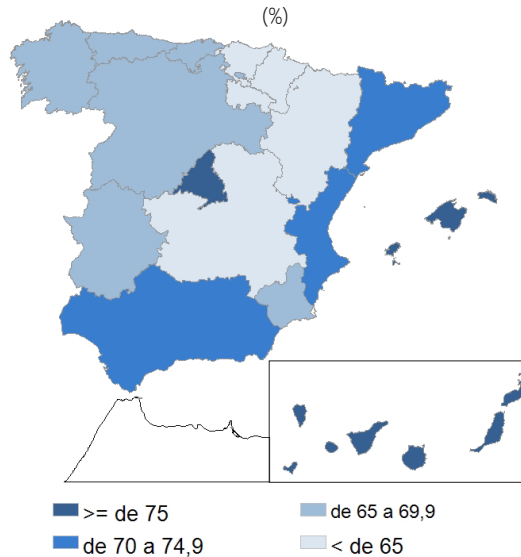 (%)
>= de 75
de 65 a 69,9
de 70 a 74,9
< de 65